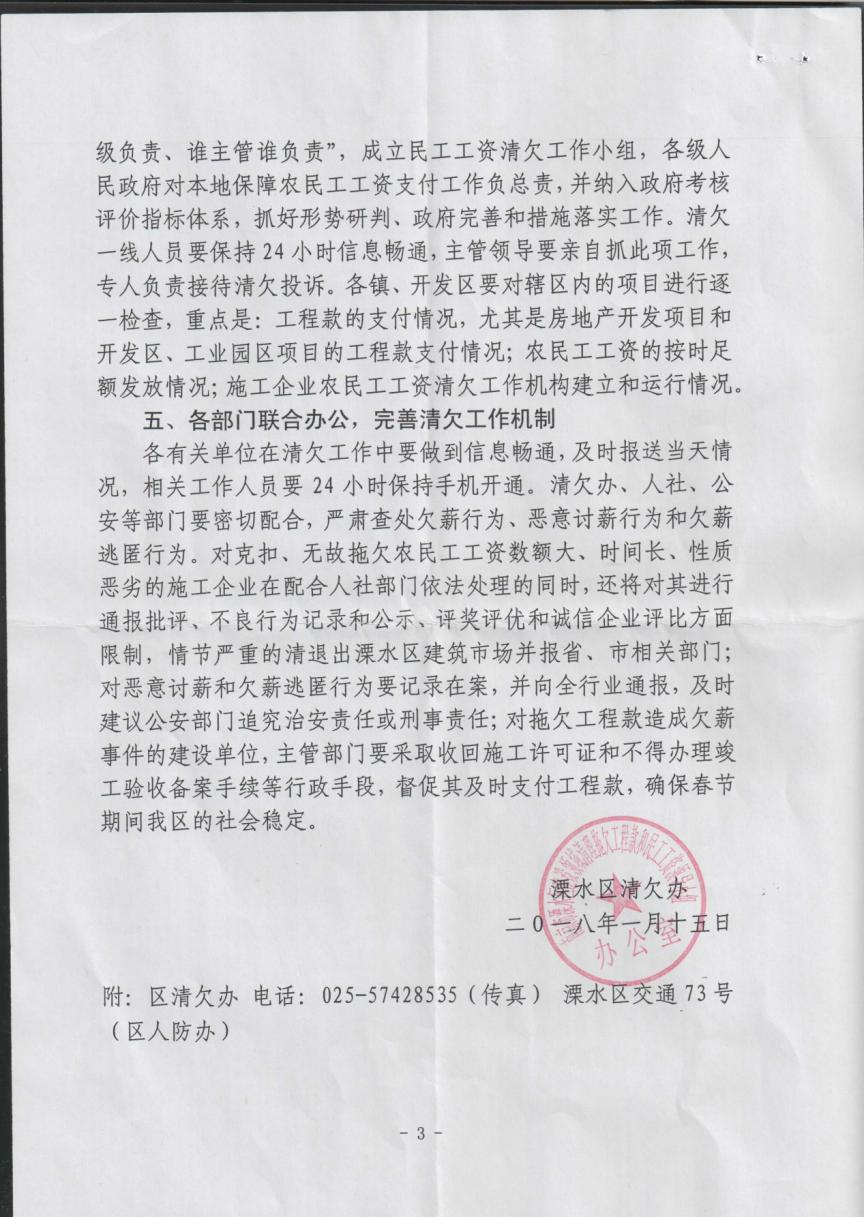 级负责、谁主管谁负责”，成立民工工资清欠工作小组，各级人
民政府对本地保障农民工工资支付工作负总责，并纳入政府考核
评价指标体系，抓好形势研判、政府完善和措施落实工作。清欠
一线人员要保持 24 小时信息畅通，主管领导要亲自抓此项工作，
专人负责接待清欠投诉。各镇、开发区要对辖区内的项目进行逐
一检查，重点是：工程款的支付情况，尤其是房地产开发项目和
开发区、工业园区项目的工程款支付情况；农民工工资的按时足
额发放情况；施工企业农民工工资清欠工作机构建立和运行情况。
五、各部门联合办公，完善清欠工作机制
各有关单位在清欠工作中要做到信息畅通，及时报送当天情
况，相关工作人员要 24 小时保持手机开通。清欠办、人社、公
安等部门要密切配合，严肃查处欠薪行为、恶意讨薪行为和欠薪
逃匿行为。对克扣、无故拖欠农民工工资数额大、时间长、性质
恶劣的施工企业在配合人社部门依法处理的同时，还将对其进行
通报批评、不良行为记录和公示、评奖评优和诚信企业评比方面
限制，情节严重的清退出溧水区建筑市场并报省、市相关部门；
对恶意讨薪和欠薪逃匿行为要记录在案，并向全行业通报，及时
建议公安部门追究治安责任或刑事责任；对拖欠工程款造成欠薪
事件的建设单位，主管部门要采取收回施工许可证和不得办理竣
工验收备案手续等行政手段，督促其及时支付工程款，确保春节
期间我区的社会稳定。
溧水区清欠办
二〇一八年一月十五日
办公室
附：区清欠办 电话：025-57428535（传真） 溧水区交通 73 号
（区人防办）
- 3 -